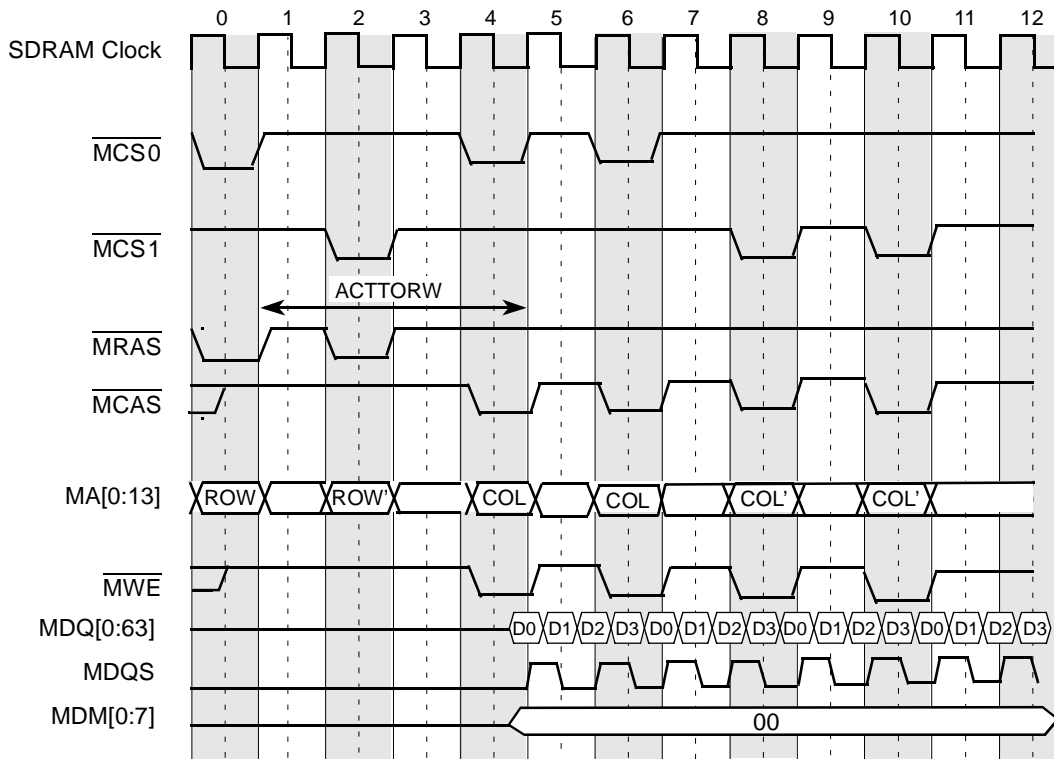 0 1 2 3 4 5 6 7 8 9 10 11 12
SDRAM Clock
MCS0
MCS1
ACTTORW
MRAS
MCAS
MA[0:13] ROW ROW' COL COL COL' COL'
MWE
MDQ[0:63] D0 D1 D2 D3 D0 D1 D2 D3 D0 D1 D2 D3 D0 D1 D2 D3
MDQS
MDM[0:7] 00